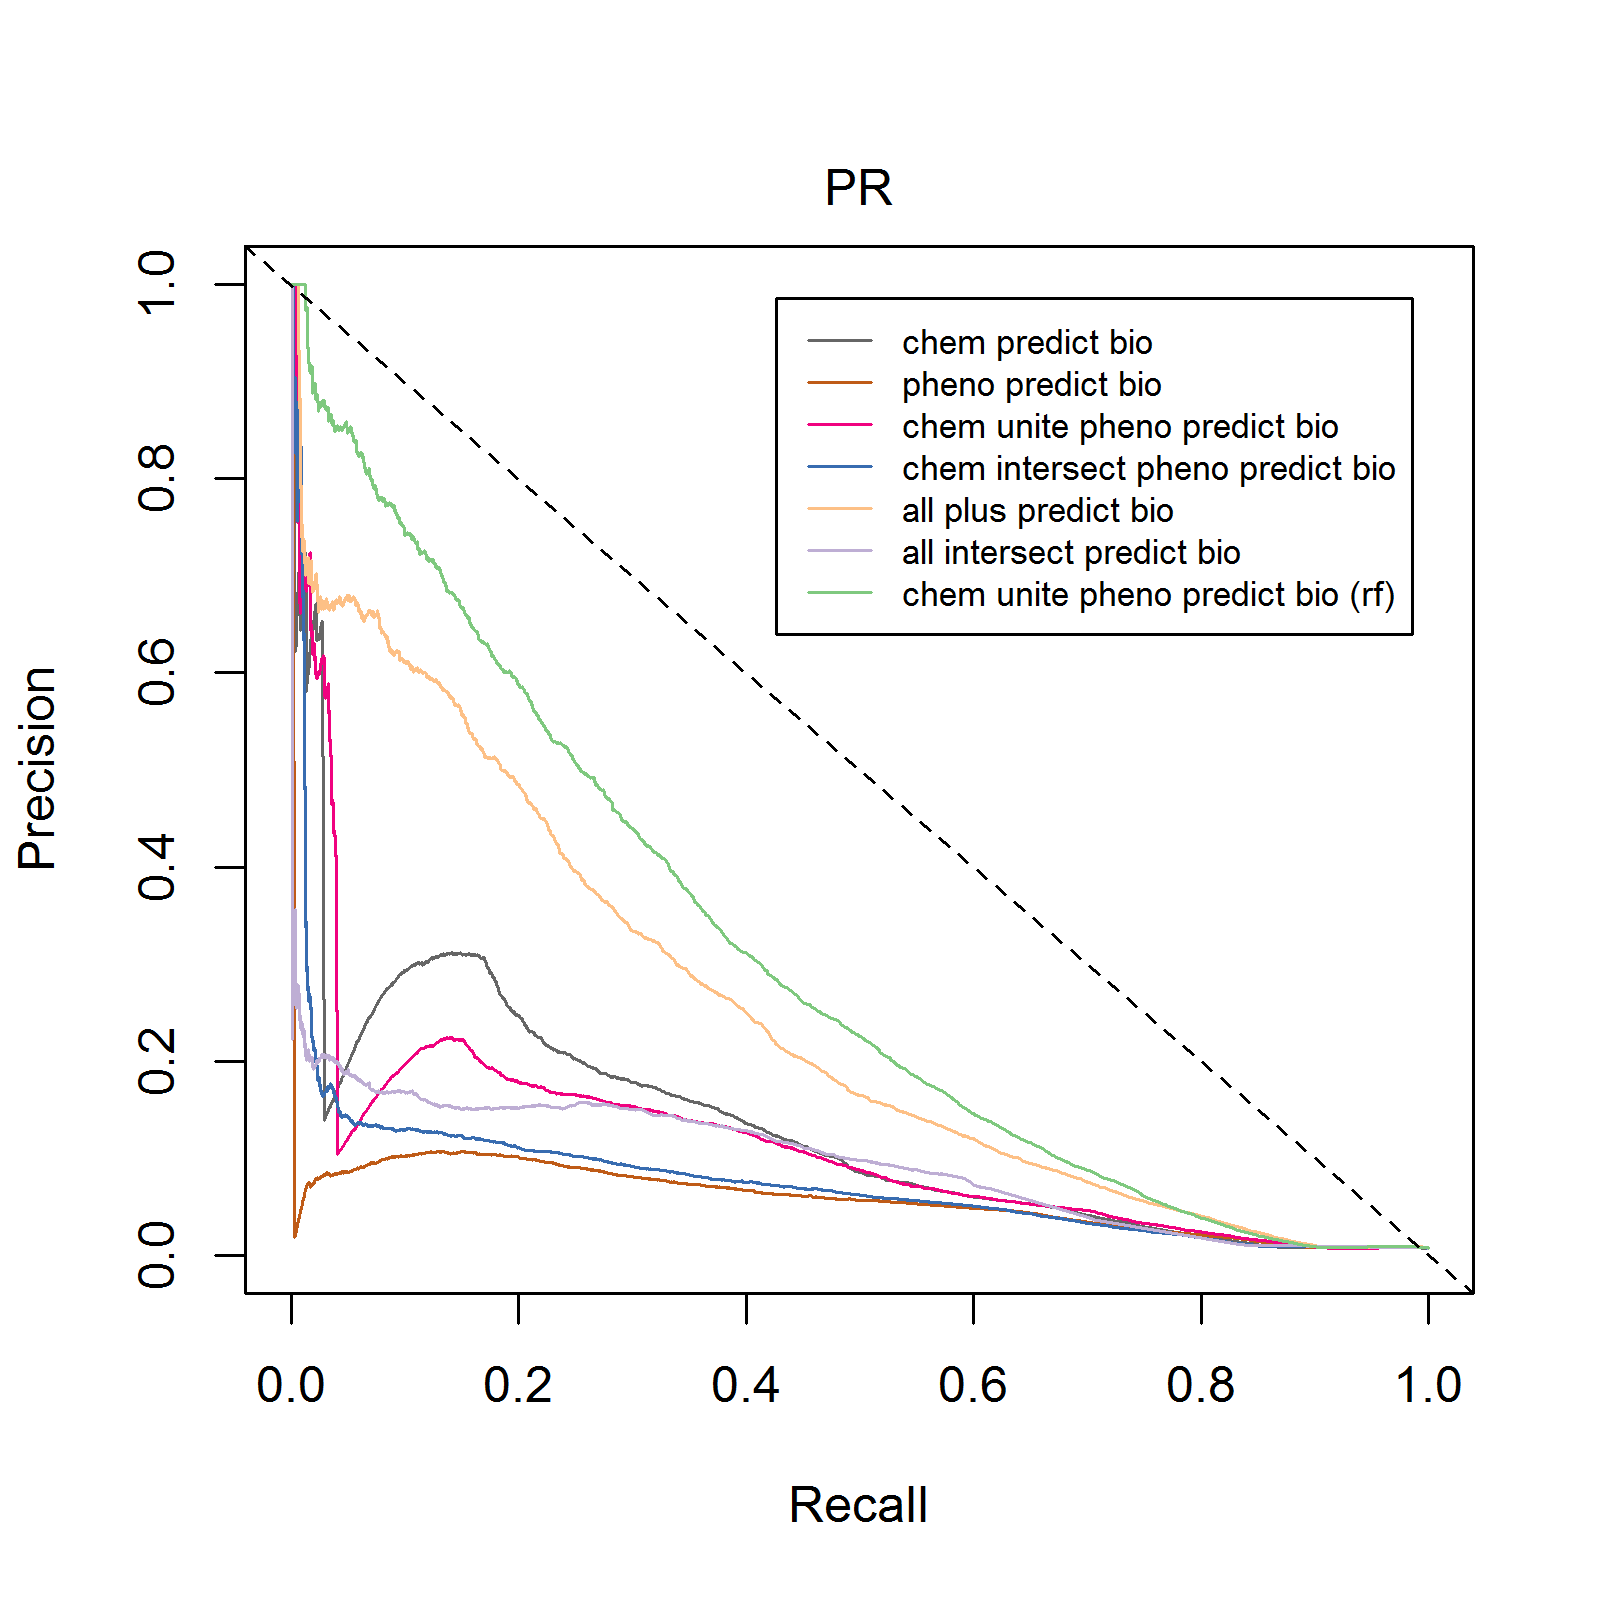 PR
Precision
1.0
0.8
0.6
0.4
0.2
0.0
chem predict bio
pheno predict bio
chem unite pheno predict bio
chem intersect pheno predict bio
all plus predict bio
all intersect predict bio
chem unite pheno predict bio (rf)
0.0 0.2 0.4 0.6 0.8 1.0
Recall